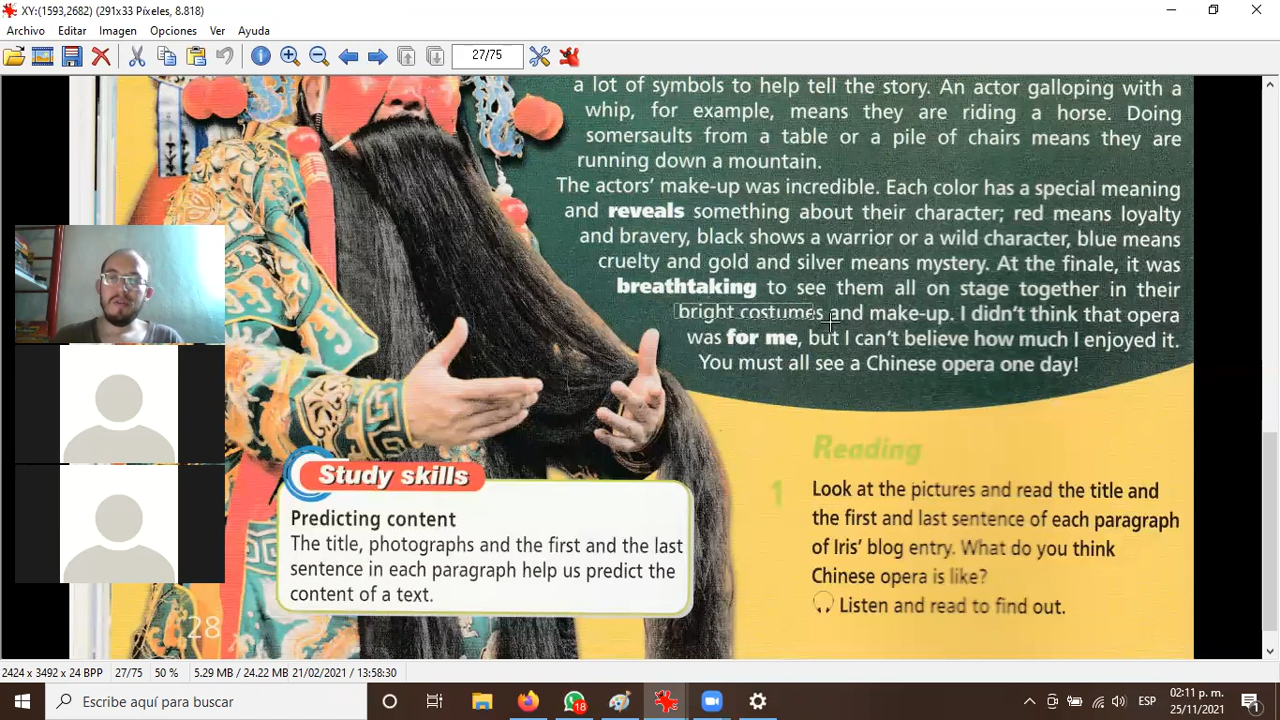 XY:(1593,2682) (291x33 Píxeles, 8.818)
Archivo Editar Imagen Opciones Ver Ayuda
27/75
a lot of symbols to help tell the story. An actor galloping with a
whip, for example, means they are riding a horse. Doing
somersaults from a table or a pile of chairs means they are
running down a mountain.
The actors' make-up was incredible. Each color has a special meaning
and reveals something about their character; red means loyalty
and bravery, black shows a warrior or a wild character, blue means
cruelty and gold and silver means mystery. At the finale, it was
breathtaking to see them all on stage together in their
bright costumes and make-up. I didn't think that opera
was for me, but I can't believe how much I enjoyed it.
You must all see a Chinese opera one day!
Study skills
Predicting content
The title, photographs and the first and the last
sentence in each paragraph help us predict the
content of a text.
28
Reading
1 Look at the pictures and read the title and
the first and last sentence of each paragraph
of Iris' blog entry. What do you think
Chinese opera is like?
Listen and read to find out.
2424 x 3492 x 24 BPP 27/75 50 % 5.29 MB / 24.22 MB 21/02/2021 / 13:58:30
Escribe aquí para buscar
18
ESP
02:11 p. m.
25/11/2021
1